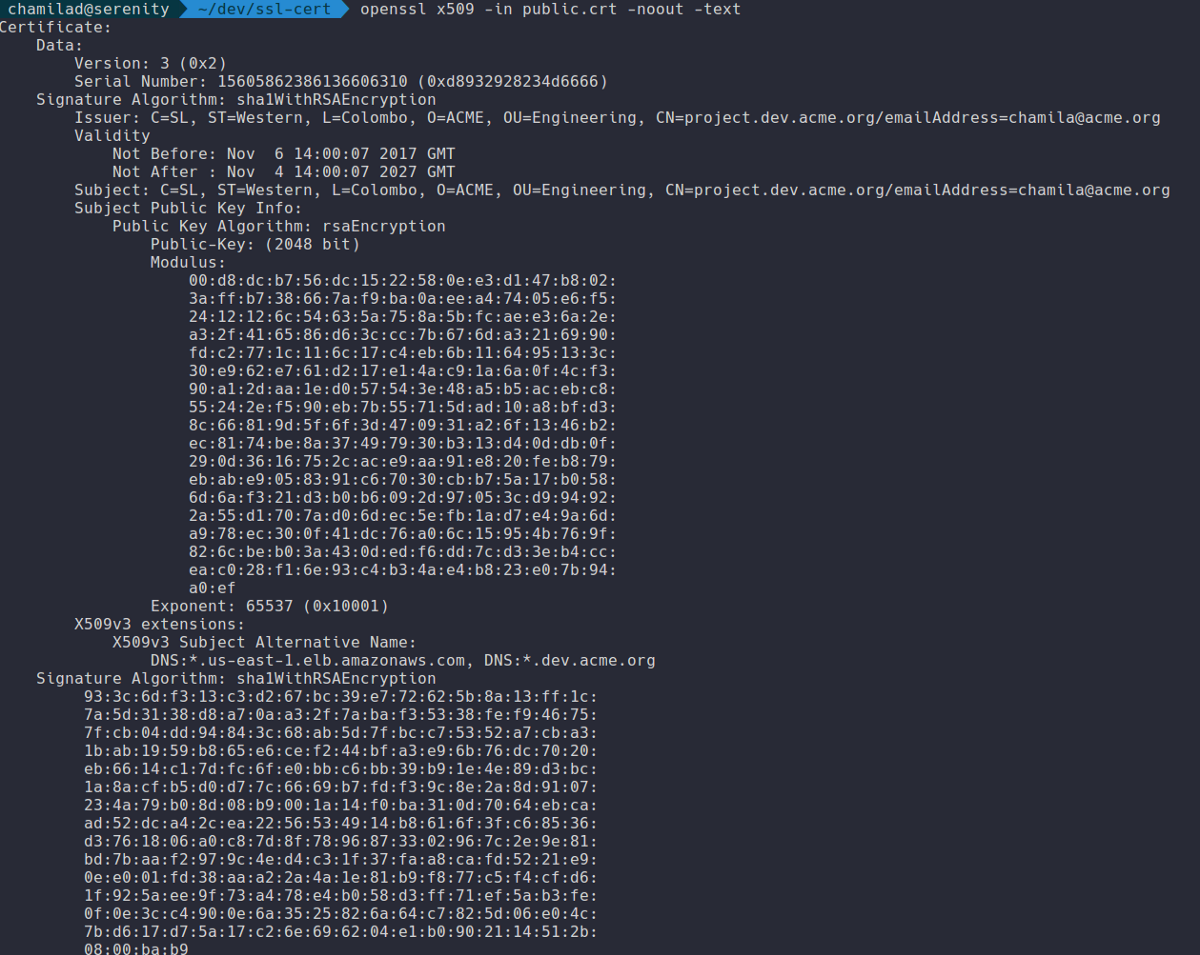 chamilad@serenity ~/dev/ssl-cert openssl x509 -in public.crt -noout -text
Certificate:
    Data:
        Version: 3 (0x2)
        Serial Number: 15605862386136606310 (0xd8932928234d6666)
    Signature Algorithm: sha1WithRSAEncryption
        Issuer: C=SL, ST=Western, L=Colombo, O=ACME, OU=Engineering, CN=project.dev.acme.org/emailAddress=chamila@acme.org
        Validity
            Not Before: Nov  6 14:00:07 2017 GMT
            Not After : Nov  4 14:00:07 2027 GMT
        Subject: C=SL, ST=Western, L=Colombo, O=ACME, OU=Engineering, CN=project.dev.acme.org/emailAddress=chamila@acme.org
        Subject Public Key Info:
            Public Key Algorithm: rsaEncryption
                Public-Key: (2048 bit)
                Modulus:
                    00:d8:dc:b7:56:dc:15:22:58:0e:e3:d1:47:b8:02:
                    3a:ff:b7:38:66:7a:f9:ba:0a:ee:a4:74:05:e6:f5:
                    24:12:12:6c:54:63:5a:75:8a:5b:fc:ae:e3:6a:2e:
                    a3:2f:41:65:86:d6:3c:cc:7b:67:6d:a3:21:69:90:
                    fd:c2:77:1c:11:6c:17:c4:eb:6b:11:64:95:13:3c:
                    30:e9:62:e7:61:d2:17:e1:4a:c9:1a:6a:0f:4c:f3:
                    90:a1:2d:aa:1e:d0:57:54:3e:48:a5:b5:ac:eb:c8:
                    55:24:2e:f5:90:eb:7b:55:71:5d:ad:10:a8:bf:d3:
                    8c:66:81:9d:5f:6f:3d:47:09:31:a2:6f:13:46:b2:
                    ec:81:74:be:8a:37:49:79:30:b3:13:d4:0d:db:0f:
                    29:0d:36:16:75:2c:ac:e9:aa:91:e8:20:fe:b8:79:
                    eb:ab:e9:05:83:91:c6:70:30:cb:b7:5a:17:b0:58:
                    6d:6a:f3:21:d3:b0:b6:09:2d:97:05:3c:d9:94:92:
                    2a:55:d1:70:7a:d0:6d:ec:5e:fb:1a:d7:e4:9a:6d:
                    a9:78:ec:30:0f:41:dc:76:a0:6c:15:95:4b:76:9f:
                    82:6c:be:b0:3a:43:0d:ed:f6:dd:7c:d3:3e:b4:cc:
                    ea:c0:28:f1:6e:93:c4:b3:4a:e4:b8:23:e0:7b:94:
                    a0:ef
                Exponent: 65537 (0x10001)
        X509v3 extensions:
            X509v3 Subject Alternative Name:
                DNS:*.us-east-1.elb.amazonaws.com, DNS:*.dev.acme.org
    Signature Algorithm: sha1WithRSAEncryption
         93:3c:6d:f3:13:c3:d2:67:bc:39:e7:72:62:5b:8a:13:ff:1c:
         7a:5d:31:38:d8:a7:0a:a3:2f:7a:ba:f3:53:38:fe:f9:46:75:
         7f:cb:04:dd:94:84:3c:68:ab:5d:7f:bc:c7:53:52:a7:cb:a3:
         1b:ab:19:59:b8:65:e6:ce:f2:44:bf:a3:e9:6b:76:dc:70:20:
         eb:66:14:c1:7d:fc:6f:e0:bb:c6:bb:39:b9:1e:4e:89:d3:bc:
         1a:8a:cf:b5:d0:d7:7c:66:69:b7:fd:f3:9c:8e:2a:8d:91:07:
         23:4a:79:b0:8d:08:b9:00:1a:14:f0:ba:31:0d:70:64:eb:ca:
         ad:52:dc:a4:2c:ea:22:56:53:49:14:b8:61:6f:3f:c6:85:36:
         d3:76:18:06:a0:c8:7d:8f:78:96:87:33:02:96:7c:2e:9e:81:
         bd:7b:aa:f2:97:9c:4e:d4:c3:1f:37:fa:a8:ca:fd:52:21:e9:
         0e:e0:01:fd:38:aa:a2:2a:4a:1e:81:b9:f8:77:c5:f4:cf:d6:
         1f:92:5a:ee:9f:73:a4:78:e4:b0:58:d3:ff:71:ef:5a:b3:fe:
         0f:0e:3c:c4:90:0e:6a:35:25:82:6a:64:c7:82:5d:06:e0:4c:
         7b:d6:17:d7:5a:17:c2:6e:69:62:04:e1:b0:90:21:14:51:2b:
         08:00:ba:b9